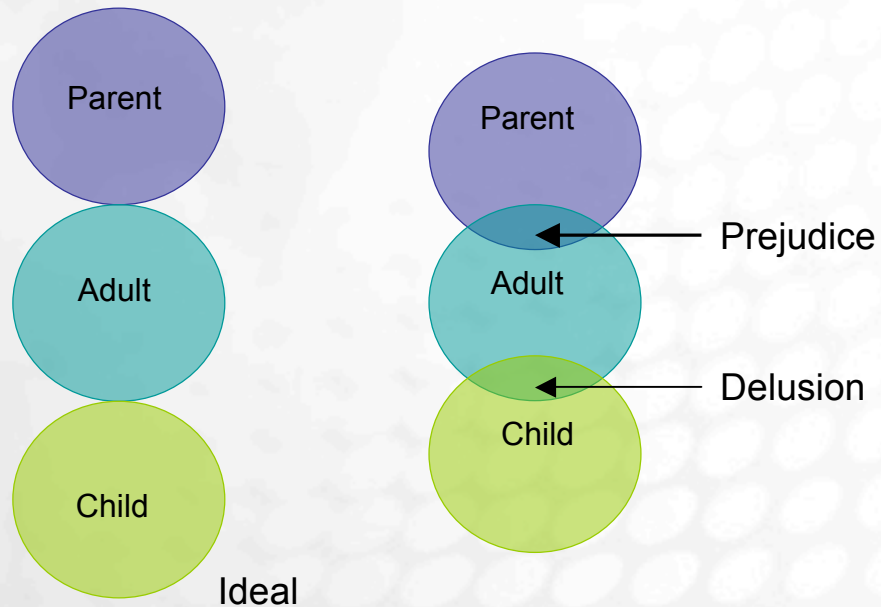 Parent
Adult
Child
Ideal
Parent
Prejudice
Adult
Delusion
Child